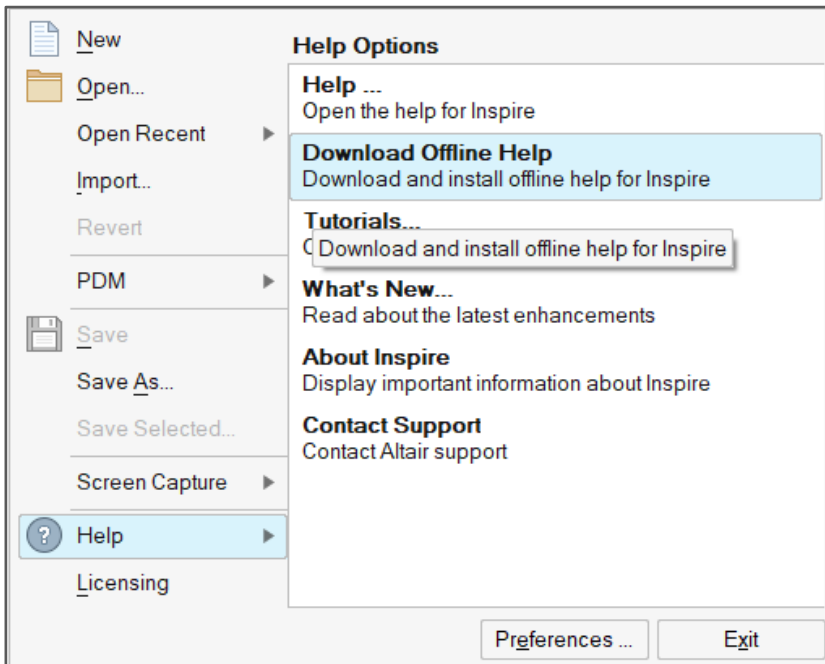 New
Open...
Open Recent
Import...
Revert
PDM
Save
Save As...
Save Selected...
Screen Capture
Help
Licensing
Help Options
Help ...
Open the help for Inspire
Download Offline Help
Download and install offline help for Inspire
Tutorials...
Download and install offline help for Inspire
What's New...
Read about the latest enhancements
About Inspire
Display important information about Inspire
Contact Support
Contact Altair support
Preferences ...
Exit